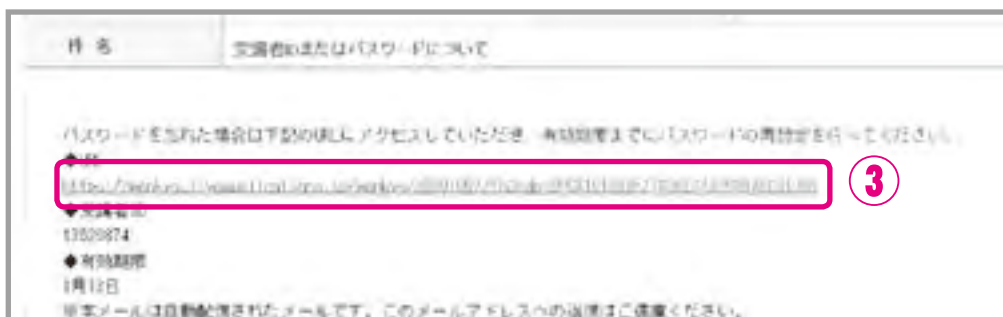 件 名
受講者IDまたはパスワードについて
パスワードを忘れた場合は下記のURLにアクセスしていただき、有効期限までにパスワードの再設定を行ってください。
◆URL
③
◆受講者ID
◆有効期限
※本メールは自動配信されたメールです。このメールアドレスへの返信はご遠慮ください。